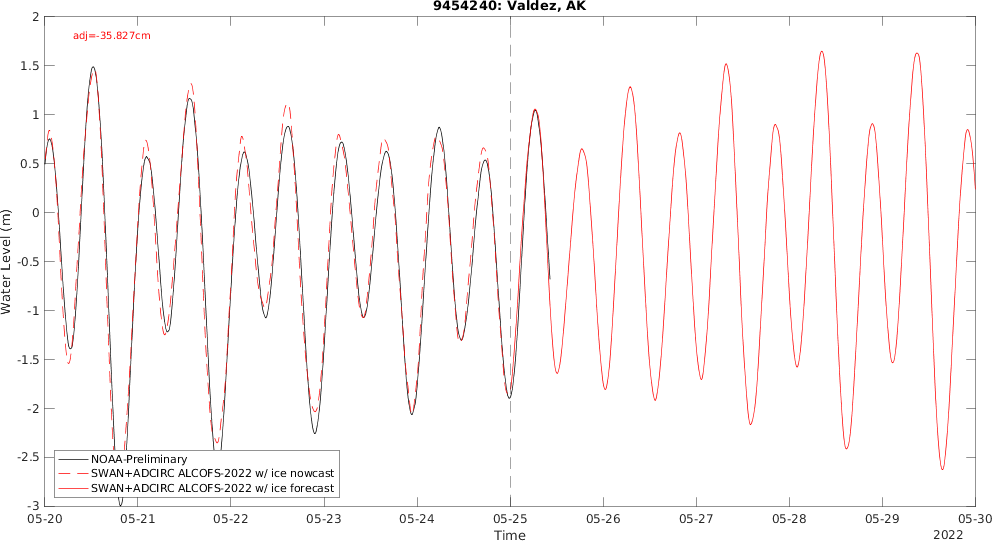 9454240: Valdez, AK
adj=-35.827cm
Water Level (m)
2
1.5
1
0.5
0
-0.5
-1
-1.5
-2
-2.5
-3
NOAA-Preliminary
SWAN+ADCIRC ALCOFS-2022 w/ ice nowcast
SWAN+ADCIRC ALCOFS-2022 w/ ice forecast
05-20 05-21 05-22 05-23 05-24 05-25 05-26 05-27 05-28 05-29 05-30
Time
2022